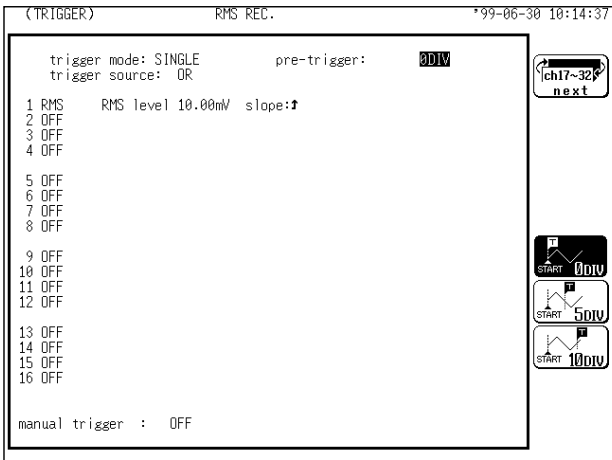 (TRIGGER) RMS REC. '99-06-30 10:14:37
trigger mode: SINGLE pre-trigger: 0DIV
trigger source: OR
ch17~32
next
1 RMS RMS level 10.00mV slope:↥
2 OFF
3 OFF
4 OFF
5 OFF
6 OFF
7 OFF
8 OFF
9 OFF
10 OFF
11 OFF
12 OFF
13 OFF
14 OFF
15 OFF
16 OFF
T
START 0DIV
T
START 5DIV
T
START 10DIV
manual trigger : OFF